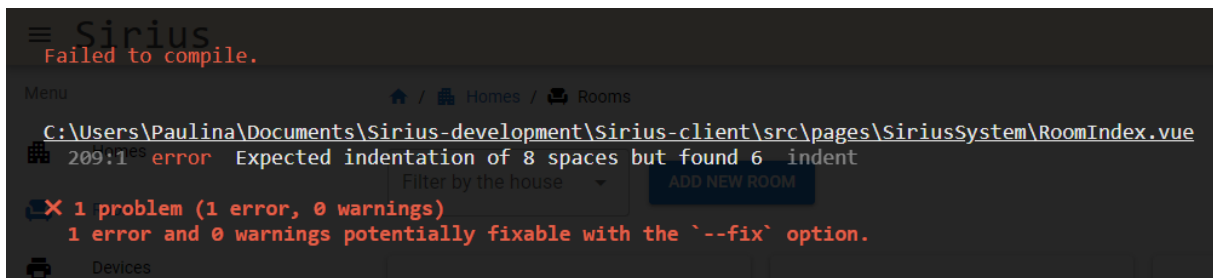 Sirius
Failed to compile.
Menu
/ Homes / Rooms
C:\Users\Paulina\Documents\Sirius-development\Sirius-client\src\pages\SiriusSystem\RoomIndex.vue
Homes
209:1 error Expected indentation of 8 spaces but found 6 indent
Filter by the house
ADD NEW ROOM
✕ 1 problem (1 error, 0 warnings)
1 error and 0 warnings potentially fixable with the `--fix` option.
Devices